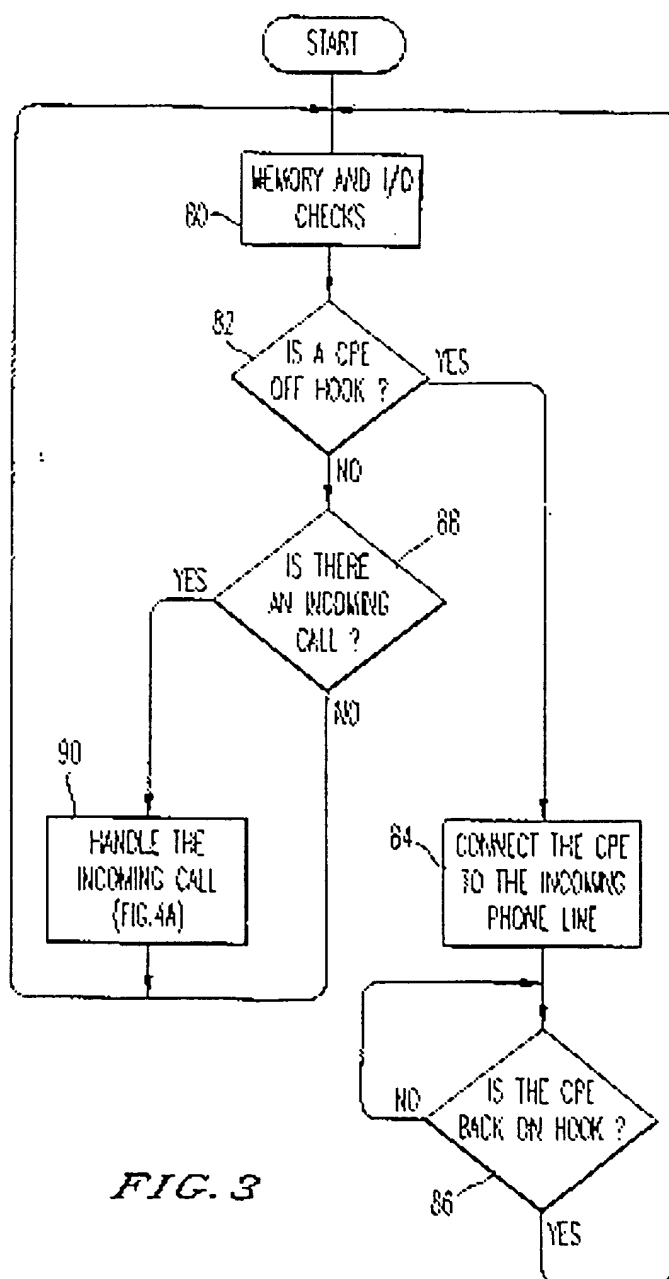 START
MEMORY AND I/O
CHECKS
80
82
IS A CPE
OFF HOOK ?
YES
NO
88
IS THERE
AN INCOMING
CALL ?
YES
NO
90
HANDLE THE
INCOMING CALL
(FIG.4A)
84
CONNECT THE CPE
TO THE INCOMING
PHONE LINE
IS THE CPE
BACK ON HOOK ?
NO
86
YES
FIG. 3